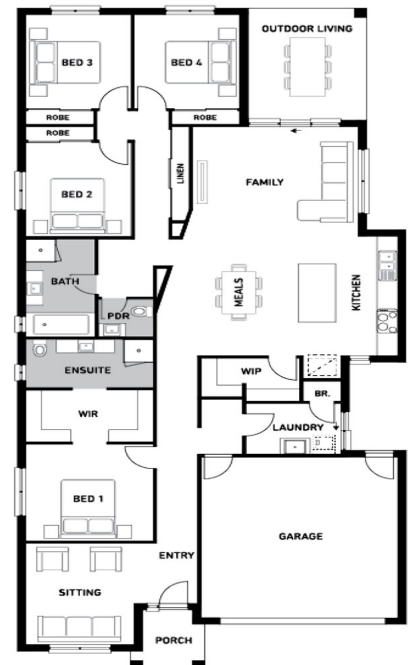 OUTDOOR LIVING
BED 3
BED 4
ROBE
ROBE
ROBE
LINEN
FAMILY
BED 2
BATH
MEALS
KITCHEN
PDR
ENSUITE
WIP
BR.
WIR
LAUNDRY
BED 1
GARAGE
ENTRY
SITTING
PORCH